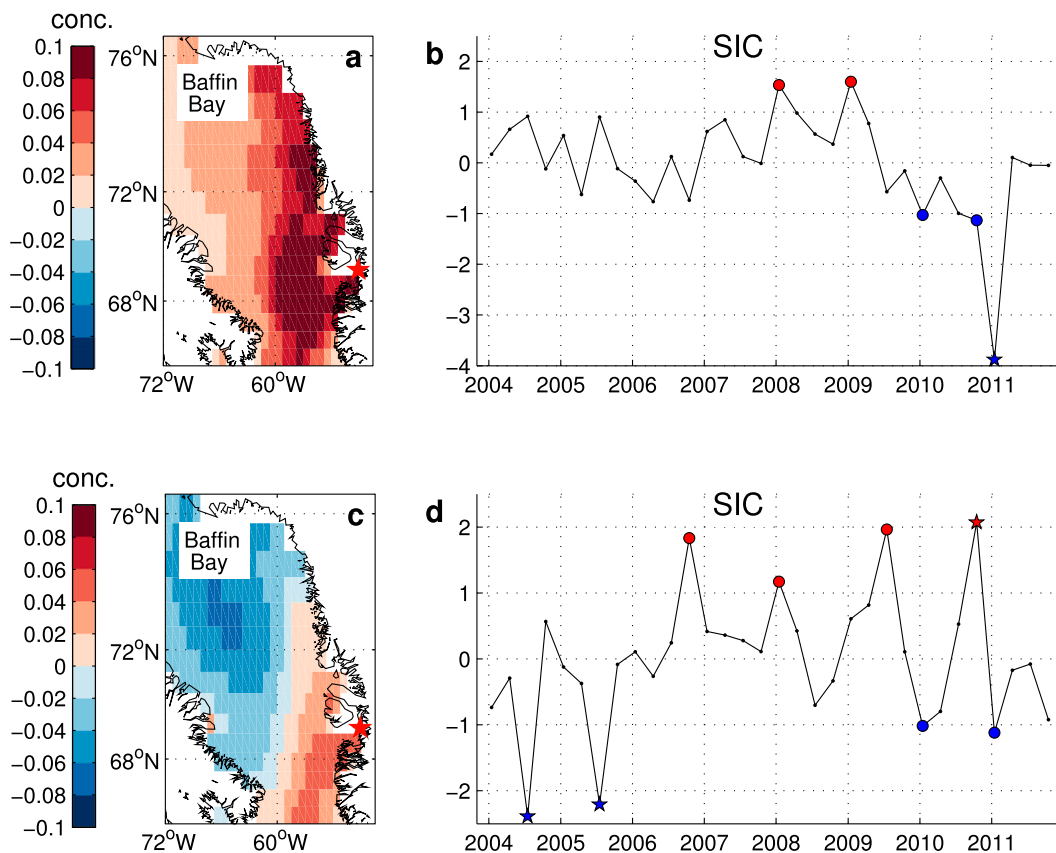 conc.
0.1
0.08
0.06
0.04
0.02
0
−0.02
−0.04
−0.06
−0.08
−0.1
a
Baffin
Bay
76°N
72°N
68°N
72°W
60°W
b
SIC
2
1
0
−1
−2
−3
−4
2004 2005 2006 2007 2008 2009 2010 2011
conc.
0.1
0.08
0.06
0.04
0.02
0
−0.02
−0.04
−0.06
−0.08
−0.1
c
Baffin
Bay
76°N
72°N
68°N
72°W
60°W
d
SIC
2
1
0
−1
−2
2004 2005 2006 2007 2008 2009 2010 2011